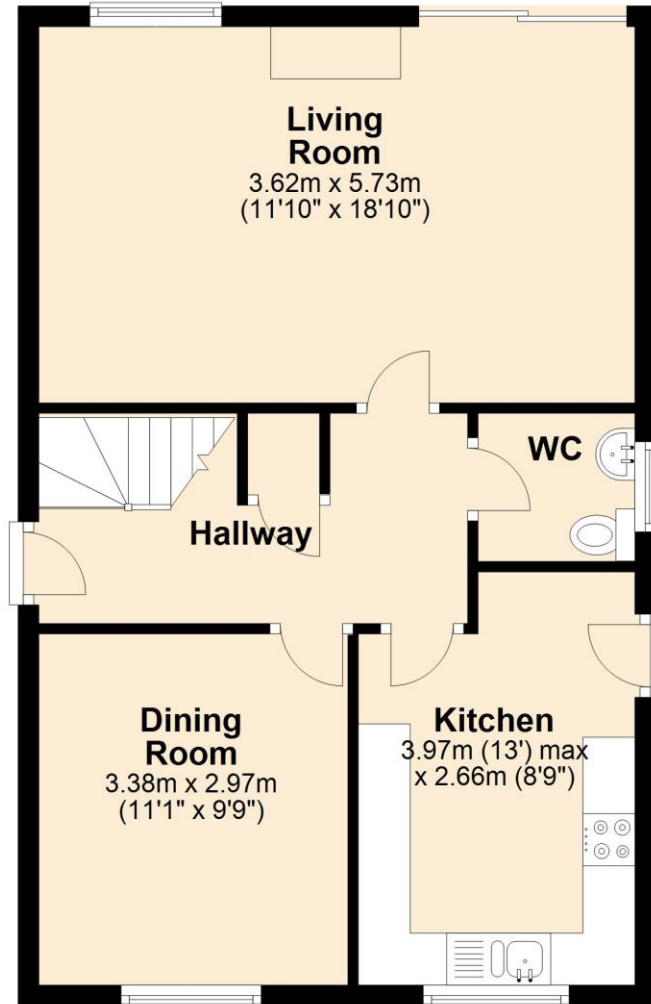 Living
Room
3.62m x 5.73m
(11'10" x 18'10")
WC
Hallway
Dining
Room
3.38m x 2.97m
(11'1" x 9'9")
Kitchen
3.97m (13') max
x 2.66m (8'9")